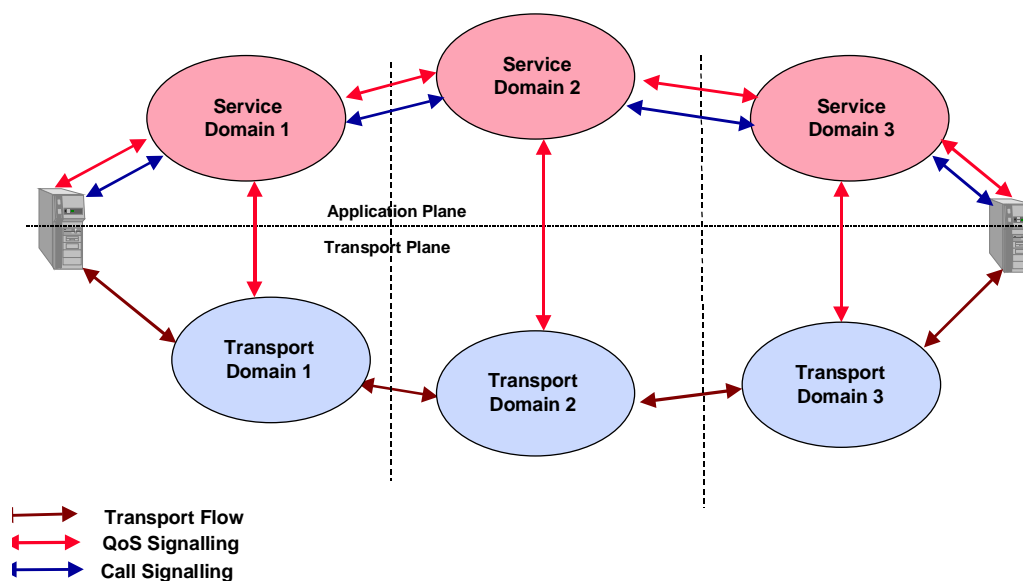 Service
Domain 1
Service
Domain 2
Service
Domain 3
Application Plane
Transport Plane
Transport
Domain 1
Transport
Domain 2
Transport
Domain 3
Transport Flow
QoS Signalling
Call Signalling